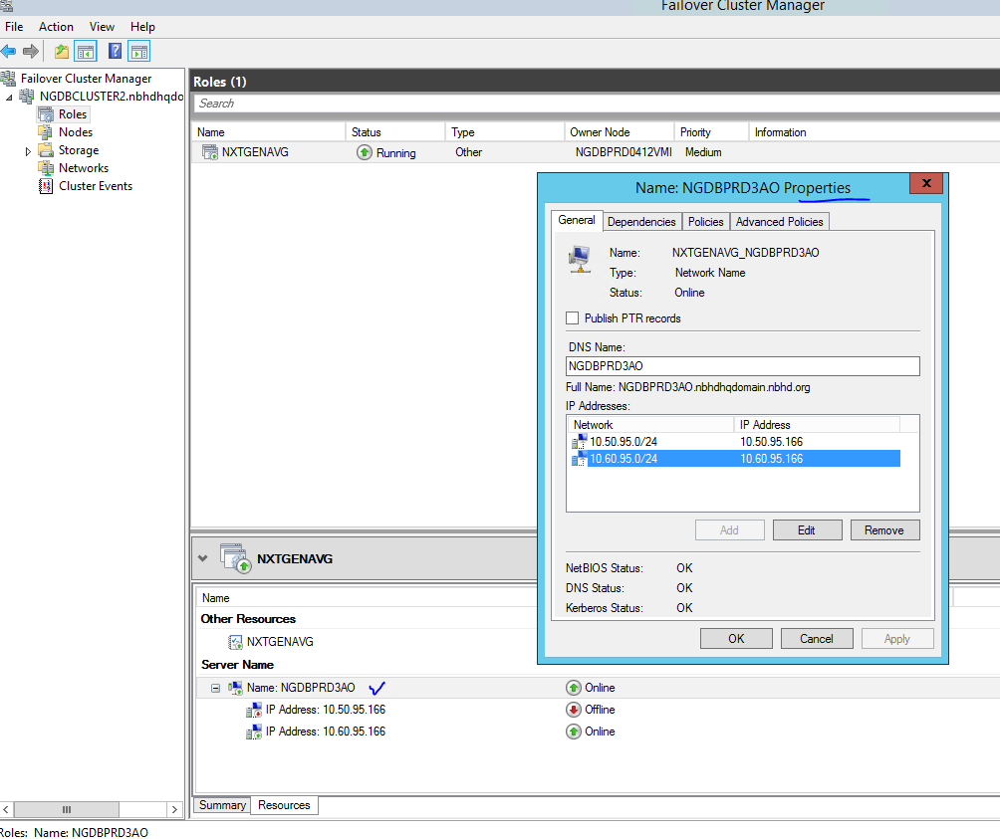 Failover Cluster Manager
File Action View Help
Failover Cluster Manager
NGDBCLUSTER2.nbhdhqdo
Roles
Nodes
Storage
Networks
Cluster Events
Roles (1)
Search
Name Status Type Owner Node Priority Information
NXTGENAVG Running Other NGDBPRD0412VMI Medium
Name: NGDBPRD3AO Properties
x
General Dependencies Policies Advanced Policies
Name: NXTGENAVG_NGDBPRD3AO
Type: Network Name
Status: Online
Publish PTR records
DNS Name:
NGDBPRD3AO
Full Name: NGDBPRD3AO.nbhdhqdomain.nbhd.org
IP Addresses:
Network IP Address
10.50.95.0/24 10.50.95.166
10.60.95.0/24 10.60.95.166
Add Edit Remove
NetBIOS Status: OK
DNS Status: OK
Kerberos Status: OK
OK Cancel Apply
NXTGENAVG
Name
Other Resources
NXTGENAVG
Server Name
Name: NGDBPRD3AO Online
IP Address: 10.50.95.166 Offline
IP Address: 10.60.95.166 Online
Summary Resources
Roles: Name: NGDBPRD3AO